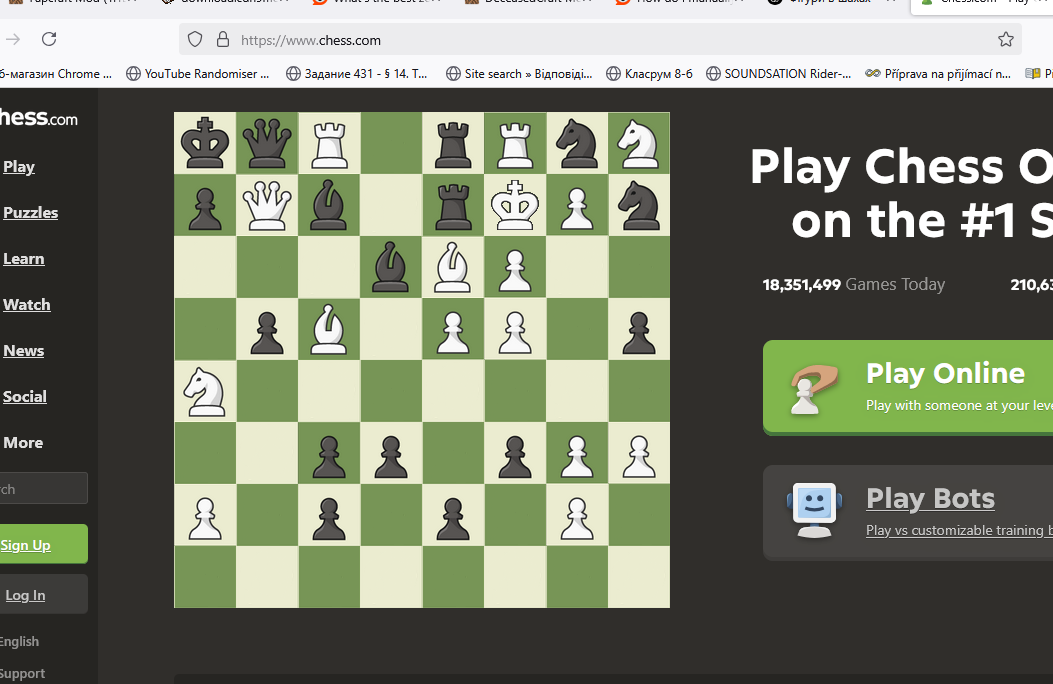 https://www.chess.com
б-магазин Chrome ...
YouTube Randomiser ...
Задание 431 - § 14. Т...
Site search » Відповіді...
Класрум 8-б
SOUNDSATION Rider-...
Příprava na přijímací n...
hess.com
Play
Puzzles
Learn
Watch
News
Social
More
rch
Sign Up
Log In
English
Support
Play Chess O
on the #1 S
18,351,499 Games Today
210,63
Play Online
Play with someone at your leve
Play Bots
Play vs customizable training b